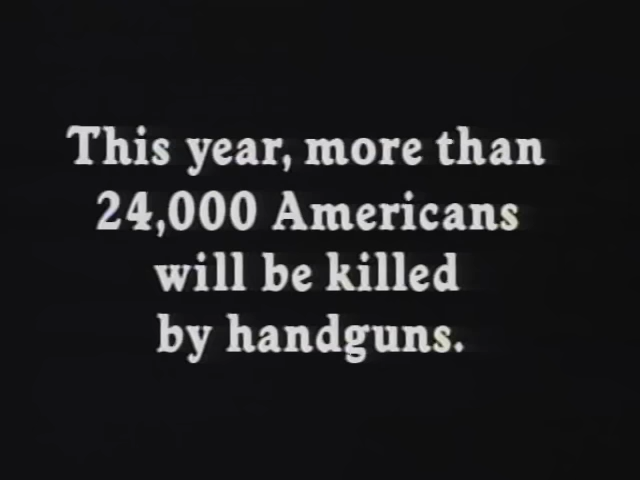 This year, more than
24,000 Americans
will be killed
by handguns.